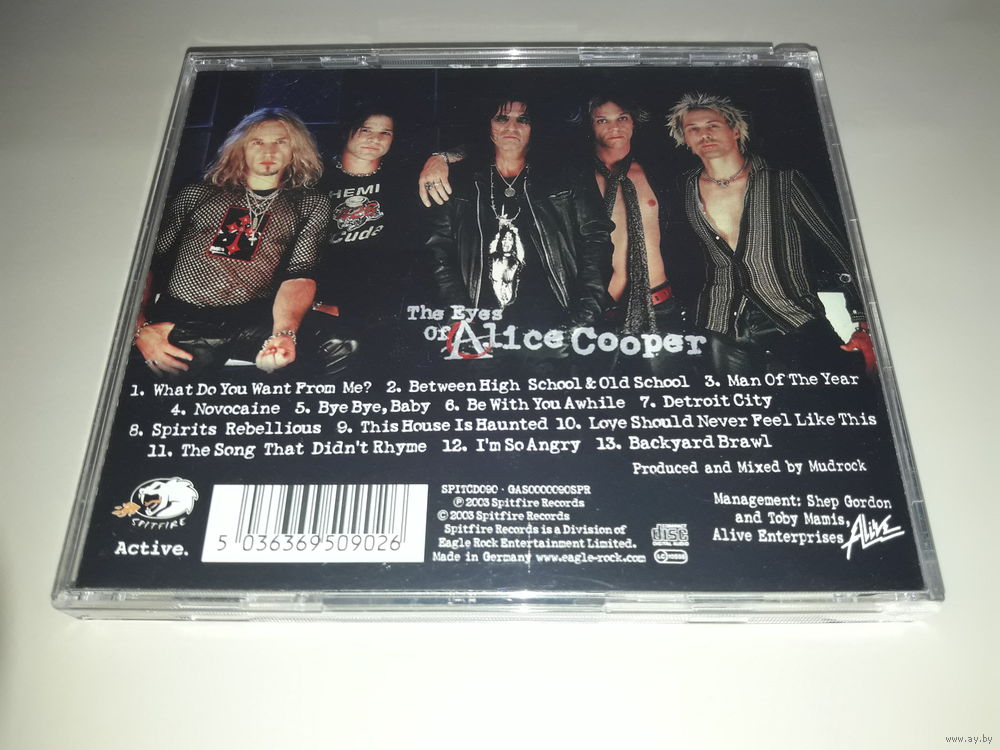 HEMI
Cuda
The Eyes
Of Alice Cooper
1. What Do You Want From Me? 2. Between High School & Old School 3. Man Of The Year
4. Novocaine 5. Bye Bye, Baby 6. Be With You Awhile 7. Detroit City
8. Spirits Rebellious 9. This House Is Haunted 10. Love Should Never Feel Like This
11. The Song That Didn't Rhyme 12. I'm So Angry 13. Backyard Brawl
Produced and Mixed by Mudrock
SPITFIRE
Active.
5 036369 509026
SPITCD090 · GAS0000090SPR
℗ 2003 Spitfire Records
© 2003 Spitfire Records
Spitfire Records is a Division of
Eagle Rock Entertainment Limited.
Made in Germany www.eagle-rock.com
COMPACT
disc
DIGITAL AUDIO
Management: Shep Gordon
and Toby Mamis,
Alive Enterprises
Alive
www.ay.by